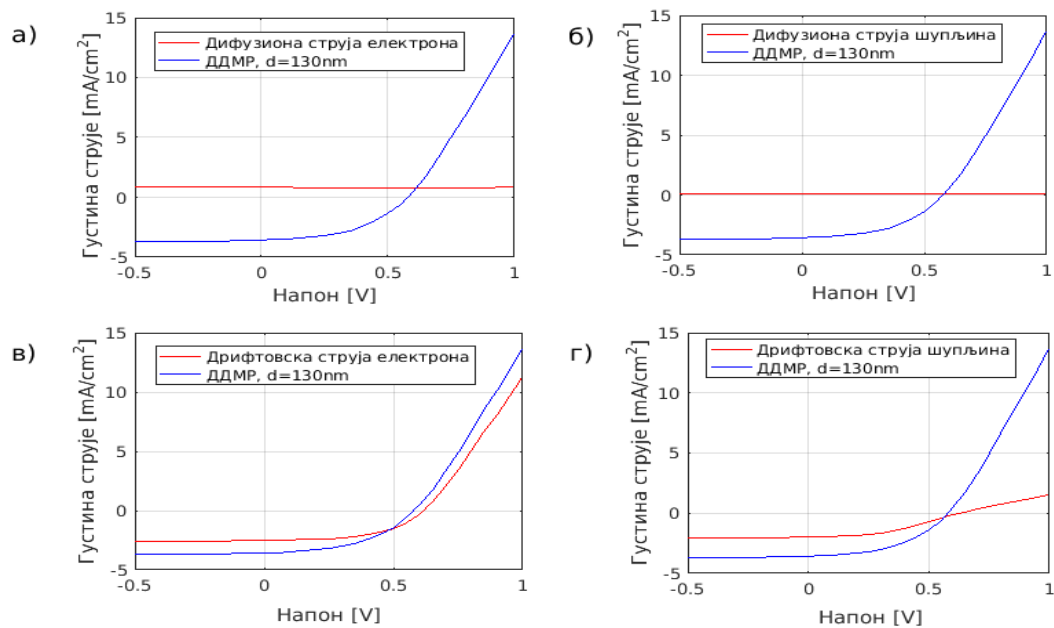 а)
Дифузиона струја електрона
ДДМР, d=130nm
Густина струје [mA/cm²]
15
10
5
0
-5
-0.5
0
0.5
1
Напон [V]
б)
Дифузиона струја шупљина
ДДМР, d=130nm
Густина струје [mA/cm²]
15
10
5
0
-5
-0.5
0
0.5
1
Напон [V]
в)
Дрифтовска струја електрона
ДДМР, d=130nm
Густина струје [mA/cm²]
15
10
5
0
-5
-0.5
0
0.5
1
Напон [V]
г)
Дрифтовска струја шупљина
ДДМР, d=130nm
Густина струје [mA/cm²]
15
10
5
0
-5
-0.5
0
0.5
1
Напон [V]